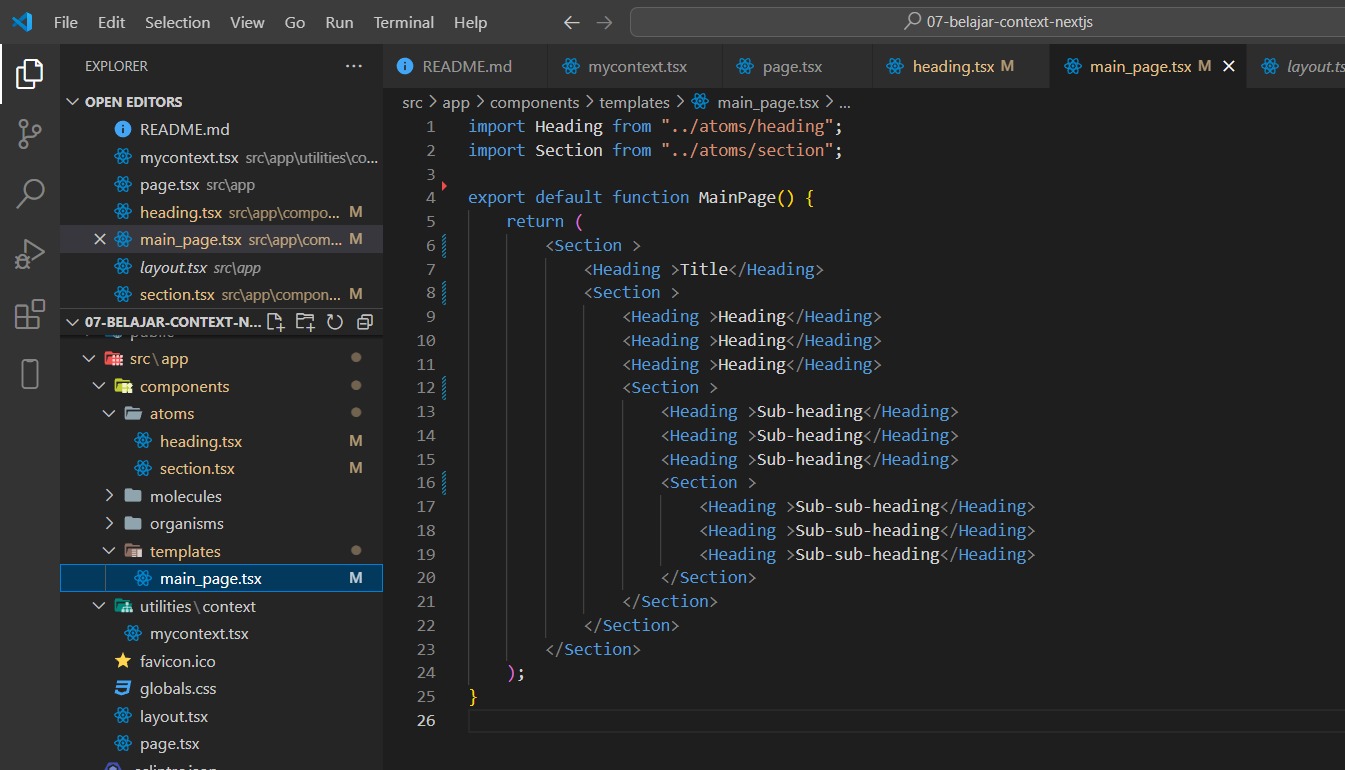 File Edit Selection View Go Run Terminal Help 07-belajar-context-nextjs
EXPLORER
OPEN EDITORS
README.md
mycontext.tsx src\app\utilities\co...
page.tsx src\app
heading.tsx src\app\compo... M
main_page.tsx src\app\com... M
layout.tsx src\app
section.tsx src\app\compon... M
07-BELAJAR-CONTEXT-N...
public
src\app
components
atoms
heading.tsx M
section.tsx M
molecules
organisms
templates
main_page.tsx M
utilities\context
mycontext.tsx
favicon.ico
globals.css
layout.tsx
page.tsx
README.md mycontext.tsx page.tsx heading.tsx M main_page.tsx M layout.ts
src > app > components > templates > main_page.tsx > ...
1 import Heading from "../atoms/heading";
2 import Section from "../atoms/section";
3
4 export default function MainPage() {
5 return (
6 <Section >
7 <Heading >Title</Heading>
8 <Section >
9 <Heading >Heading</Heading>
10 <Heading >Heading</Heading>
11 <Heading >Heading</Heading>
12 <Section >
13 <Heading >Sub-heading</Heading>
14 <Heading >Sub-heading</Heading>
15 <Heading >Sub-heading</Heading>
16 <Section >
17 <Heading >Sub-sub-heading</Heading>
18 <Heading >Sub-sub-heading</Heading>
19 <Heading >Sub-sub-heading</Heading>
20 </Section>
21 </Section>
22 </Section>
23 </Section>
24 );
25 }
26